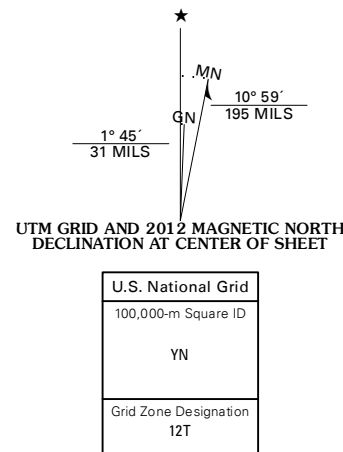 ★
MN
10° 59´
195 MILS
GN
1° 45´
31 MILS
UTM GRID AND 2012 MAGNETIC NORTH
DECLINATION AT CENTER OF SHEET
U.S. National Grid
100,000-m Square ID
YN
Grid Zone Designation
12T